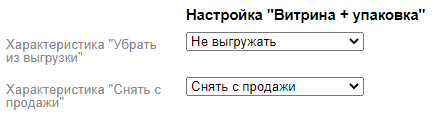 Настройка "Витрина + упаковка"
Характеристика "Убрать
из выгрузки"
Не выгружать
Характеристика "Снять с
продажи"
Снять с продажи